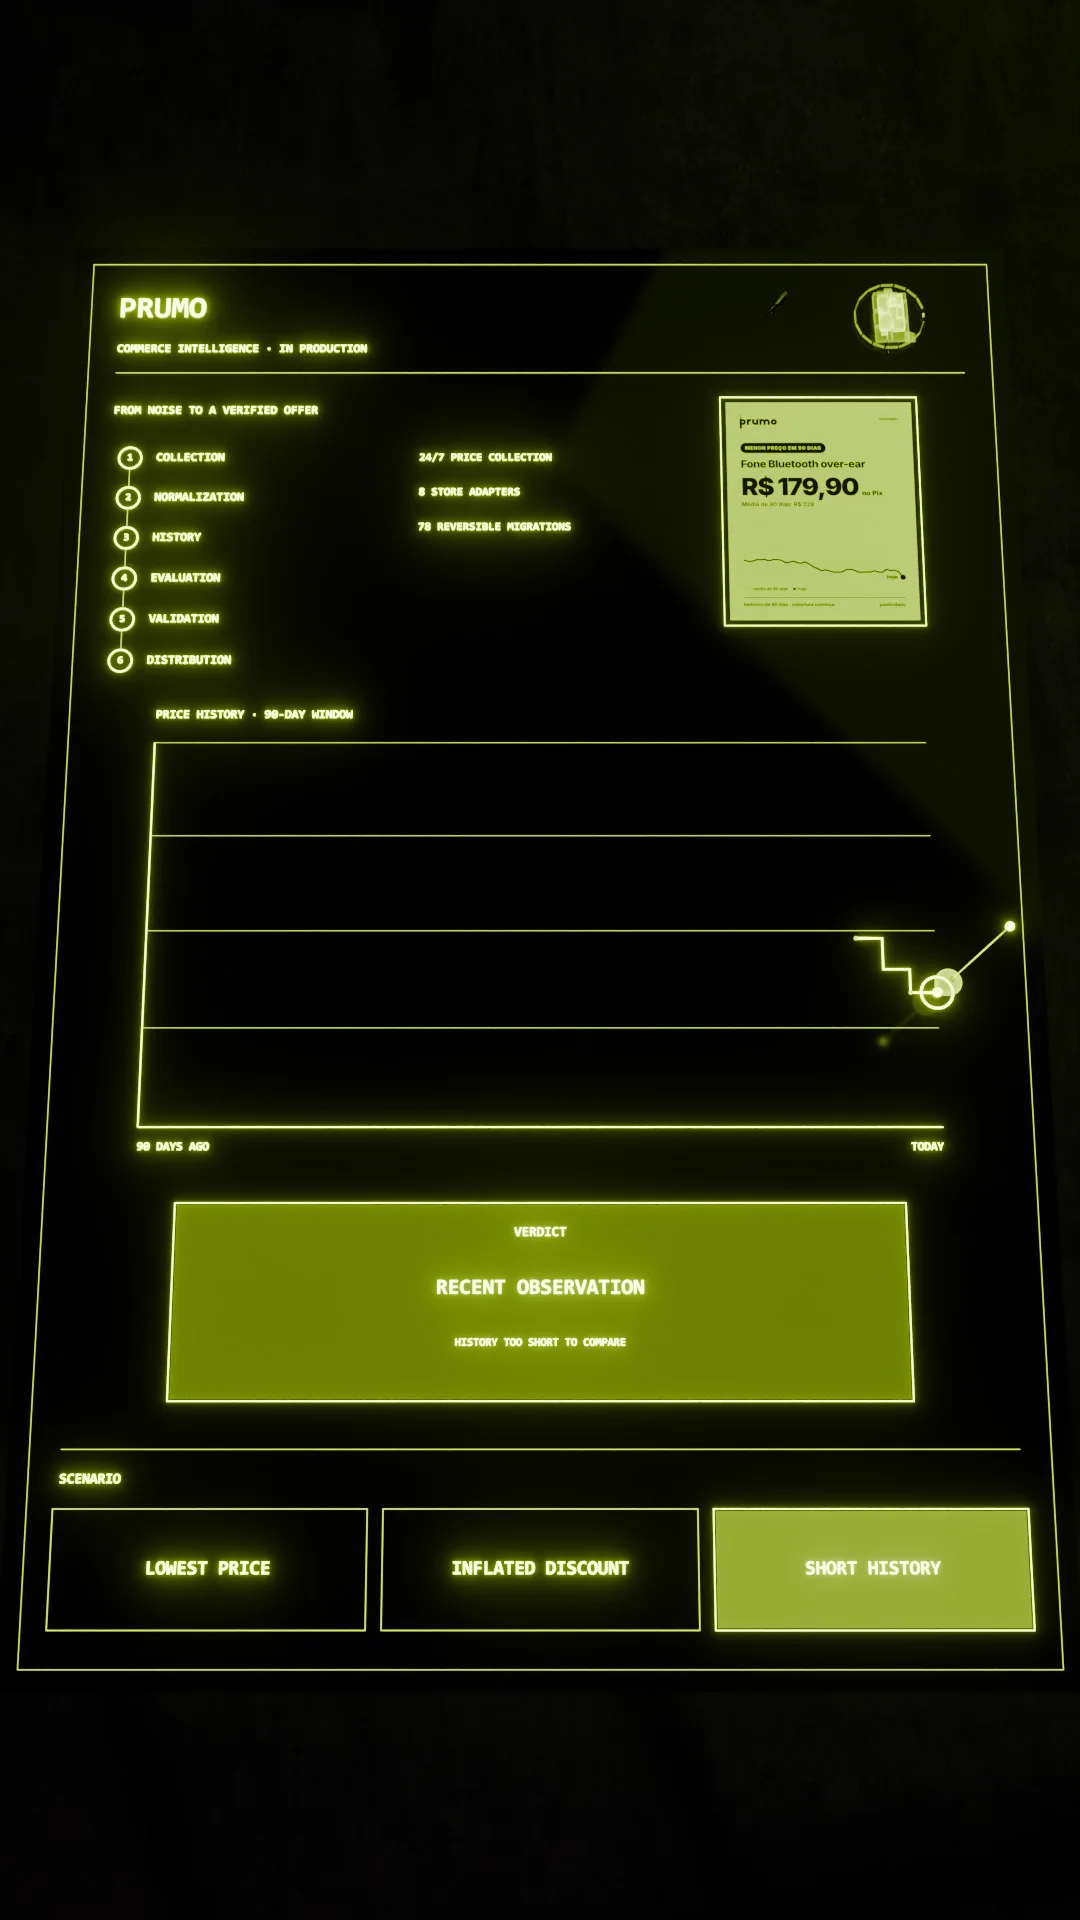 PRUMO
COMMERCE INTELLIGENCE • IN PRODUCTION
FROM NOISE TO A VERIFIED OFFER
1 COLLECTION
2 NORMALIZATION
3 HISTORY
4 EVALUATION
5 VALIDATION
6 DISTRIBUTION
24/7 PRICE COLLECTION
8 STORE ADAPTERS
78 REVERSIBLE MIGRATIONS
prumo
MENOR PREÇO EM 90 DIAS
Fone Bluetooth over-ear
R$ 179,90 no Pix
hoje
PRICE HISTORY • 90-DAY WINDOW
90 DAYS AGO
TODAY
VERDICT
RECENT OBSERVATION
HISTORY TOO SHORT TO COMPARE
SCENARIO
LOWEST PRICE
INFLATED DISCOUNT
SHORT HISTORY